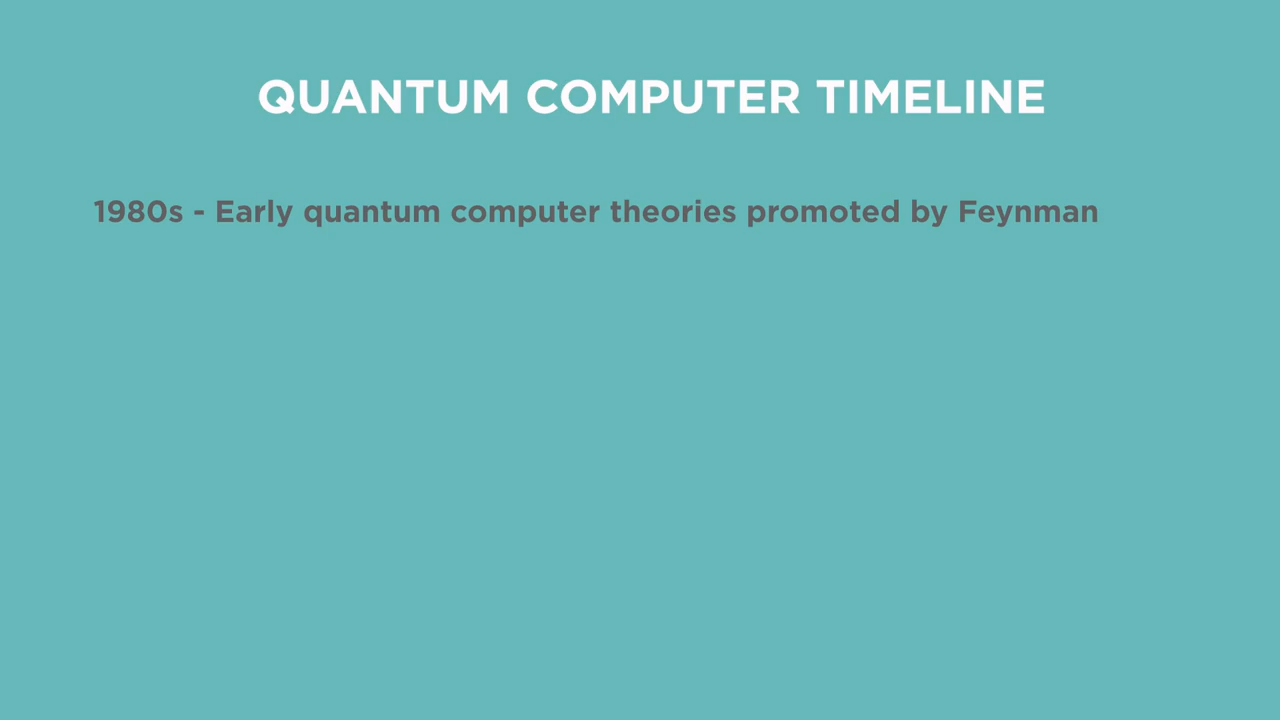 QUANTUM COMPUTER TIMELINE
1980s - Early quantum computer theories promoted by Feynman